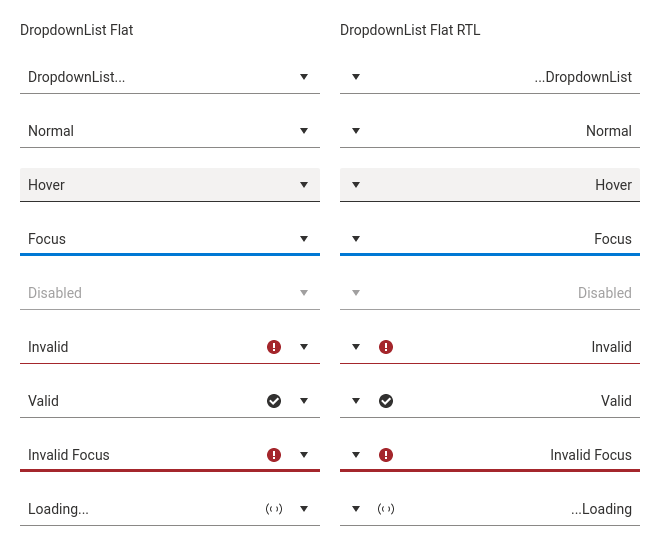 DropdownList Flat
DropdownList...
Normal
Hover
Focus
Disabled
Invalid
Valid
Invalid Focus
Loading...
DropdownList Flat RTL
...DropdownList
Normal
Hover
Focus
Disabled
Invalid
Valid
Invalid Focus
...Loading